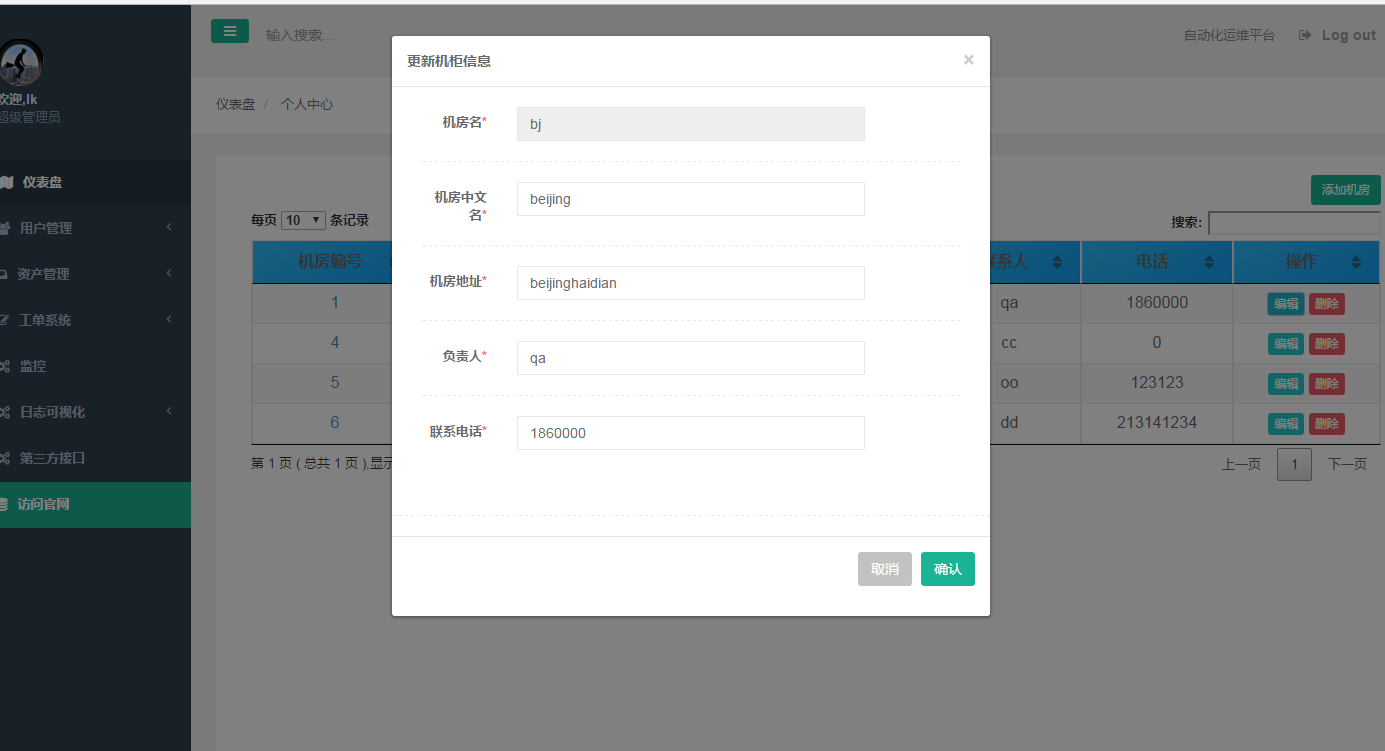 输入搜索...
自动化运维平台
Log out
欢迎,lk
超级管理员
仪表盘
用户管理
资产管理
工单系统
监控
日志可视化
第三方接口
访问官网
仪表盘 / 个人中心
添加机房
每页 10 条记录
搜索:
机房编号
系人
电话
操作
1
qa
1860000
编辑 删除
4
cc
0
编辑 删除
5
oo
123123
编辑 删除
6
dd
213141234
编辑 删除
第 1 页 ( 总共 1 页 ),显示
上一页 1 下一页
更新机柜信息
×
机房名*
bj
机房中文
名*
beijing
机房地址*
beijinghaidian
负责人*
qa
联系电话*
1860000
取消 确认